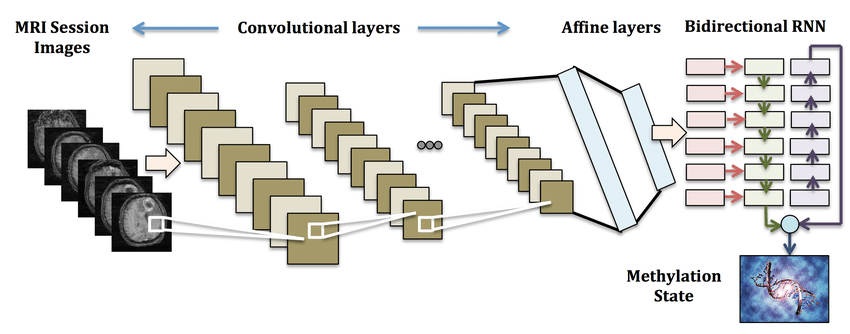 MRI Session
Images
Convolutional layers
Affine layers
Bidirectional RNN
Methylation
State